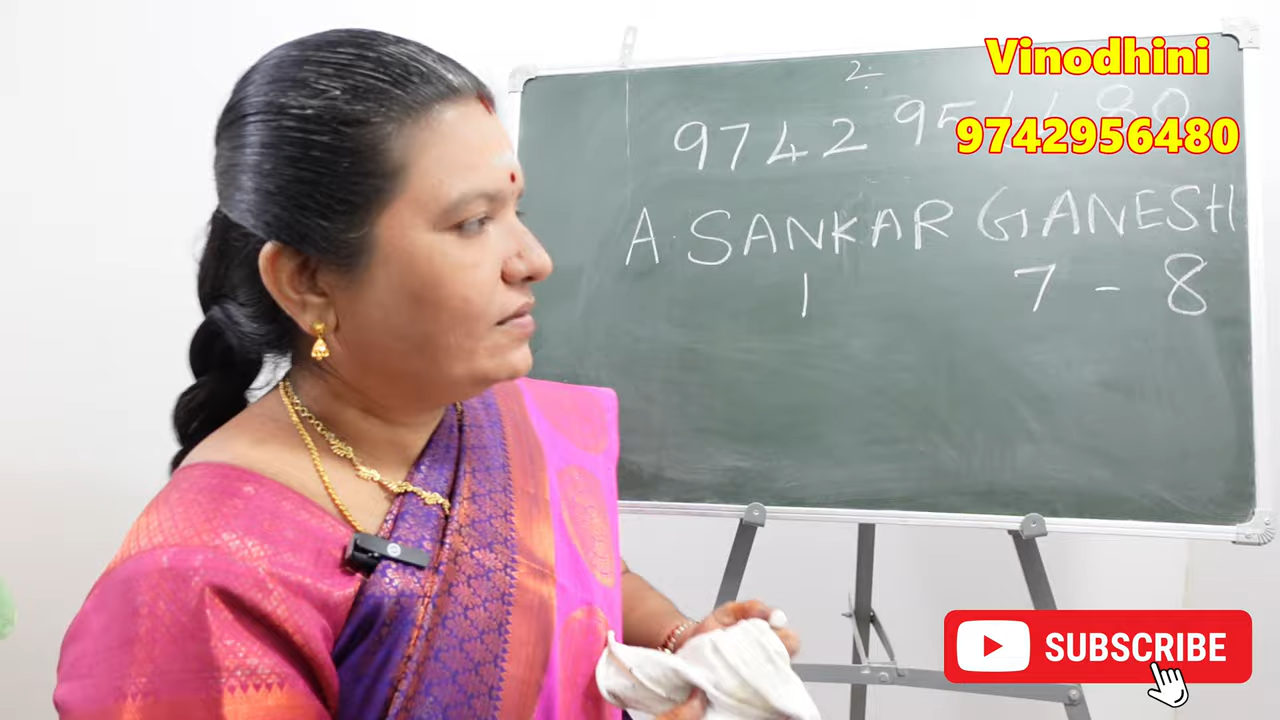 Vinodhini
9742956480
2.
9742
A. SANKAR GANESH
1 7 - 8
SUBSCRIBE